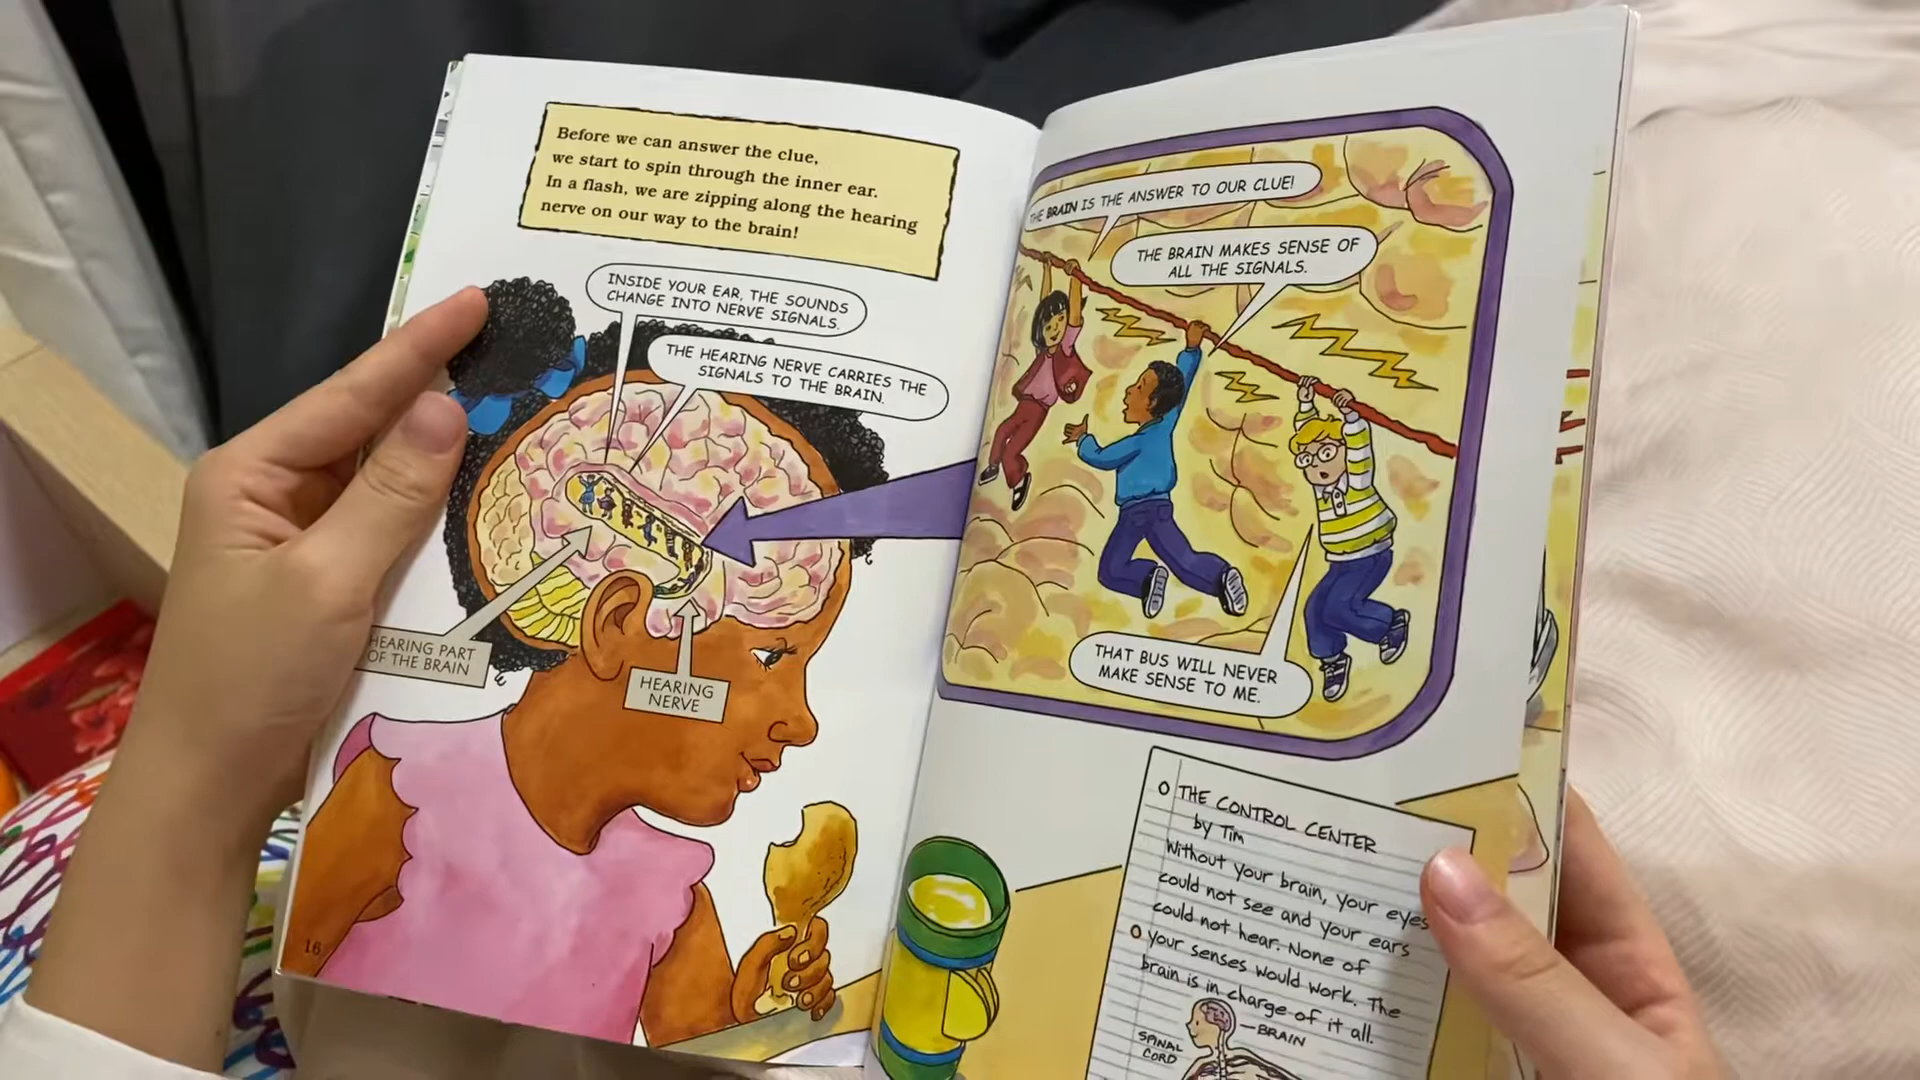 Before we can answer the clue,
we start to spin through the inner ear.
In a flash, we are zipping along the hearing
nerve on our way to the brain!
INSIDE YOUR EAR, THE SOUNDS
CHANGE INTO NERVE SIGNALS.
THE HEARING NERVE CARRIES THE
SIGNALS TO THE BRAIN.
HEARING PART
OF THE BRAIN
HEARING
NERVE
16
THE BRAIN IS THE ANSWER TO OUR CLUE!
THE BRAIN MAKES SENSE OF
ALL THE SIGNALS.
THAT BUS WILL NEVER
MAKE SENSE TO ME.
THE CONTROL CENTER
by Tim
Without your brain, your eyes
could not see and your ears
could not hear. None of
your senses would work. The
brain is in charge of it all.
BRAIN
SPINAL
CORD